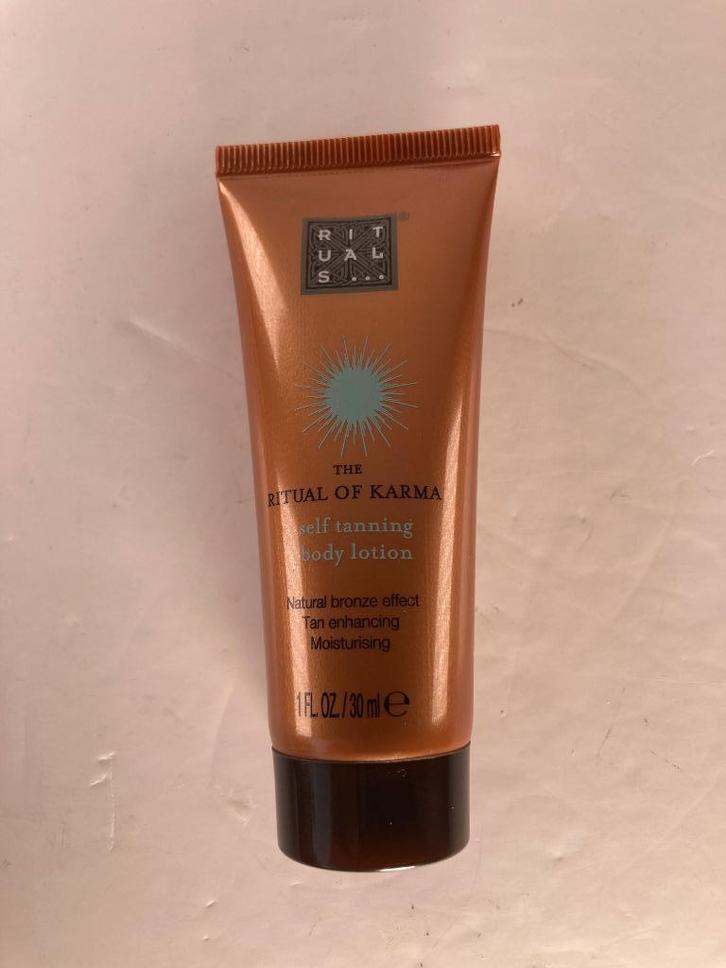 RIT
UAL
S...
®
THE
RITUAL OF KARMA
self tanning
body lotion
Natural bronze effect
Tan enhancing
Moisturising
1 FL. OZ. / 30 ml ℮